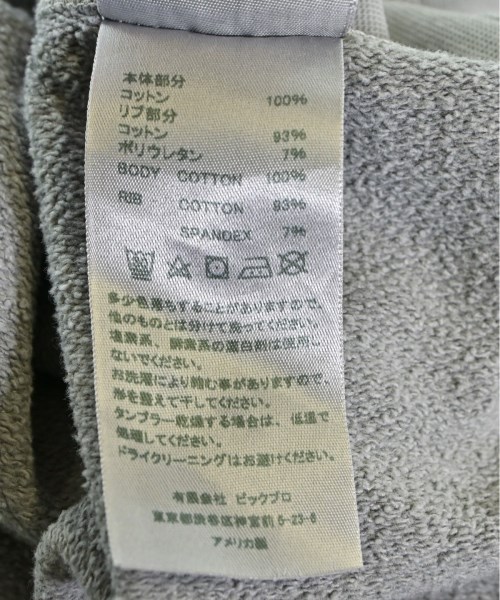 本体部分
コットン 100%
リブ部分
コットン 93%
ポリウレタン 7%
BODY COTTON 100%
RIB COTTON 93%
SPANDEX 7%
多少色落ちすることがありますので、
他のものとは分けて洗ってください。
塩素系、酵素系の漂白剤は使用し
ないでください。
お洗濯により縮む事がありますので、
形を整えて干してください。
タンブラー乾燥する場合は、低温で
処理してください。
ドライクリーニングはお避けください。
有限会社 ビックプロ
東京都渋谷区神宮前 6-23-6
アメリカ製